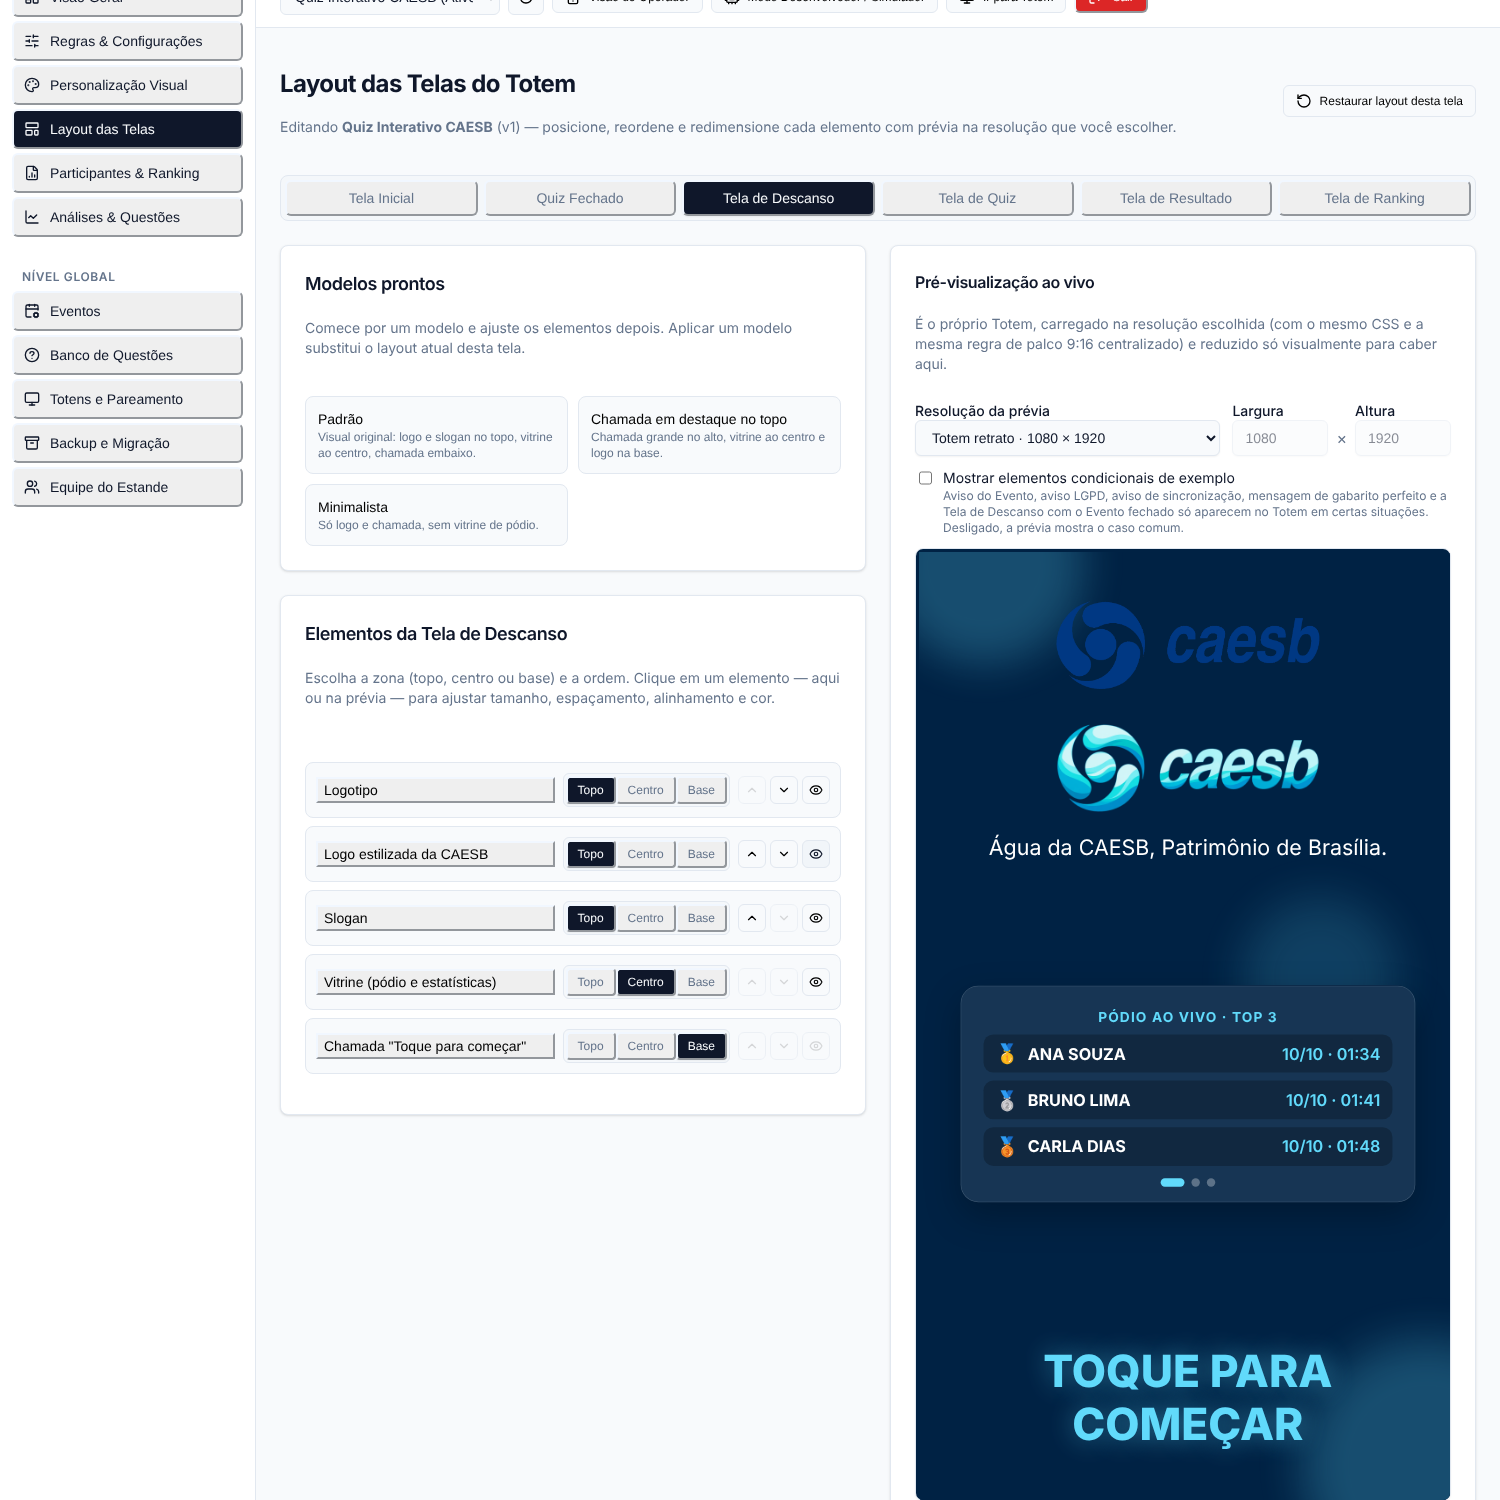 Regras & Configurações
Personalização Visual
Layout das Telas
Participantes & Ranking
Análises & Questões
NÍVEL GLOBAL
Eventos
Banco de Questões
Totens e Pareamento
Backup e Migração
Equipe do Estande
Layout das Telas do Totem
Restaurar layout desta tela
Editando Quiz Interativo CAESB (v1) — posicione, reordene e redimensione cada elemento com prévia na resolução que você escolher.
Tela Inicial
Quiz Fechado
Tela de Descanso
Tela de Quiz
Tela de Resultado
Tela de Ranking
Modelos prontos
Comece por um modelo e ajuste os elementos depois. Aplicar um modelo
substitui o layout atual desta tela.
Padrão
Visual original: logo e slogan no topo, vitrine
ao centro, chamada embaixo.
Chamada em destaque no topo
Chamada grande no alto, vitrine ao centro e
logo na base.
Minimalista
Só logo e chamada, sem vitrine de pódio.
Elementos da Tela de Descanso
Escolha a zona (topo, centro ou base) e a ordem. Clique em um elemento — aqui
ou na prévia — para ajustar tamanho, espaçamento, alinhamento e cor.
Logotipo
Topo
Centro
Base
Logo estilizada da CAESB
Topo
Centro
Base
Slogan
Topo
Centro
Base
Vitrine (pódio e estatísticas)
Topo
Centro
Base
Chamada "Toque para começar"
Topo
Centro
Base
Pré-visualização ao vivo
É o próprio Totem, carregado na resolução escolhida (com o mesmo CSS e a
mesma regra de palco 9:16 centralizado) e reduzido só visualmente para caber
aqui.
Resolução da prévia
Largura
Altura
Totem retrato · 1080 × 1920
1080
×
1920
Mostrar elementos condicionais de exemplo
Aviso do Evento, aviso LGPD, aviso de sincronização, mensagem de gabarito perfeito e a
Tela de Descanso com o Evento fechado só aparecem no Totem em certas situações.
Desligado, a prévia mostra o caso comum.
caesb
caesb
Água da CAESB, Patrimônio de Brasília.
PÓDIO AO VIVO · TOP 3
ANA SOUZA 10/10 · 01:34
BRUNO LIMA 10/10 · 01:41
CARLA DIAS 10/10 · 01:48
TOQUE PARA
COMEÇAR